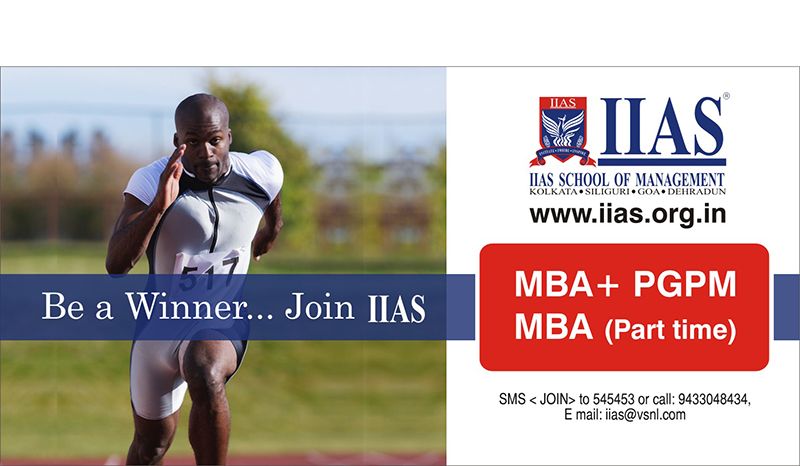 517
Be a Winner... Join IIAS
IIAS
IIAS®
IIAS SCHOOL OF MANAGEMENT
KOLKATA • SILIGURI • GOA • DEHRADUN
www.iias.org.in
MBA+ PGPM
MBA (Part time)
SMS < JOIN> to 545453 or call: 9433048434,
E mail: iias@vsnl.com